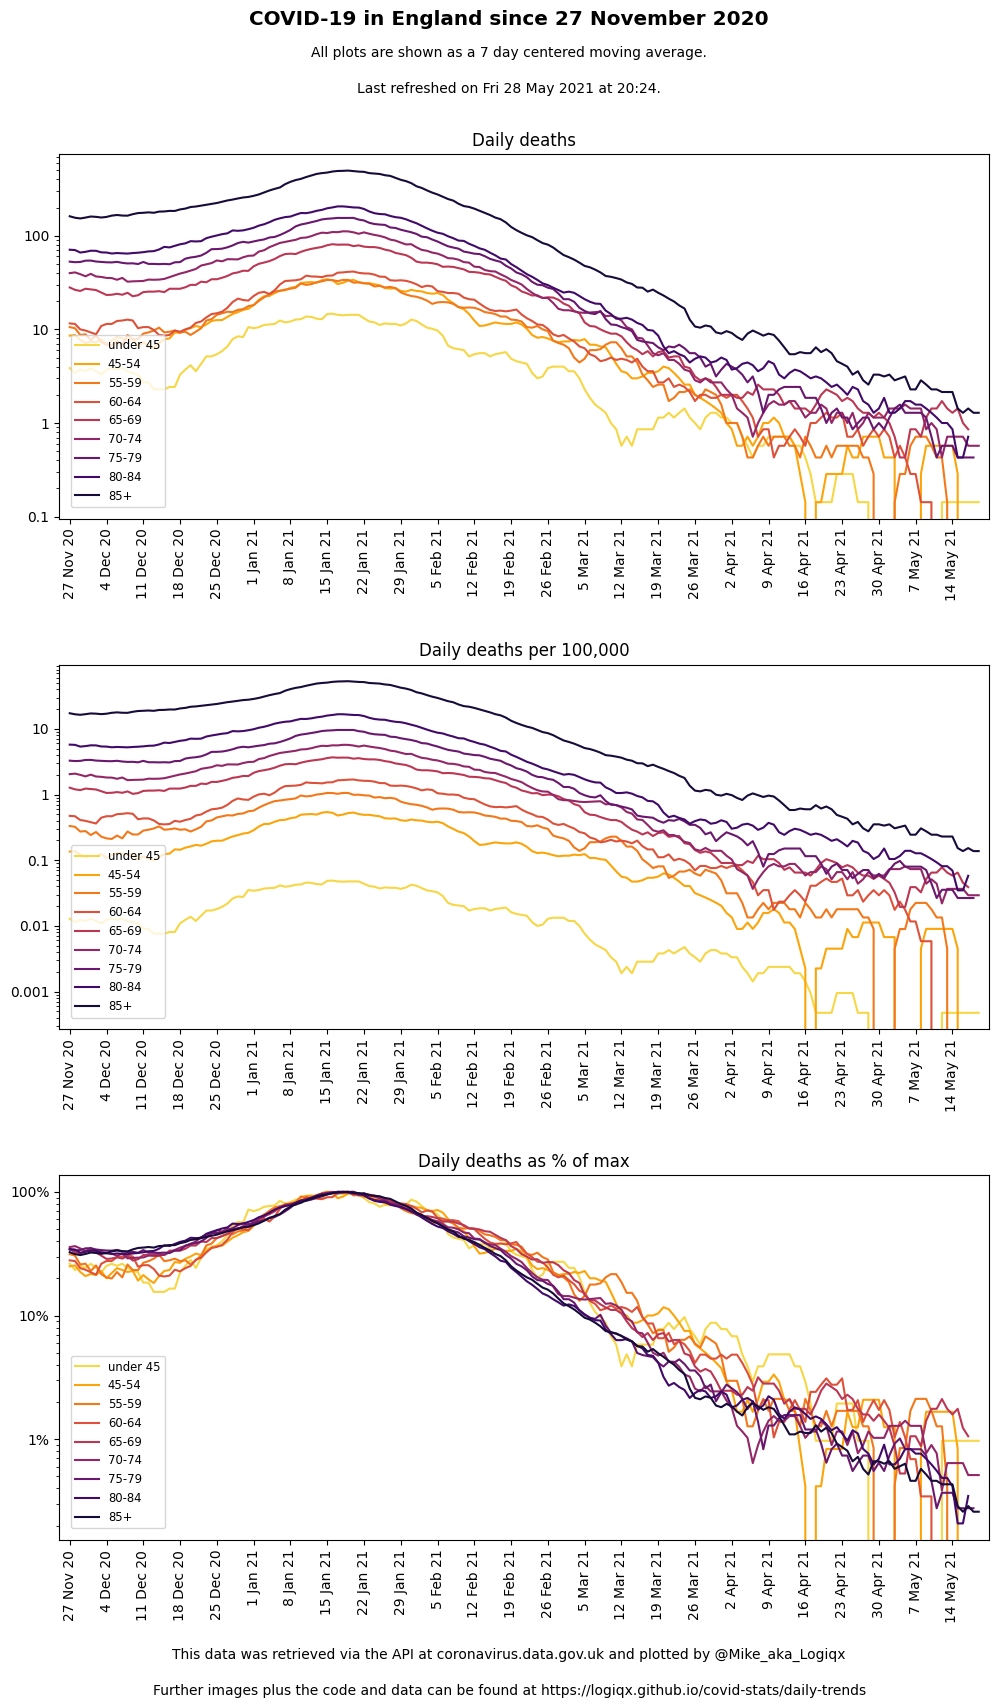 COVID-19 in England since 27 November 2020
All plots are shown as a 7 day centered moving average.
Last refreshed on Fri 28 May 2021 at 20:24.
Daily deaths
100
10
1
0.1
under 45
45-54
55-59
60-64
65-69
70-74
75-79
80-84
85+
27 Nov 20
4 Dec 20
11 Dec 20
18 Dec 20
25 Dec 20
1 Jan 21
8 Jan 21
15 Jan 21
22 Jan 21
29 Jan 21
5 Feb 21
12 Feb 21
19 Feb 21
26 Feb 21
5 Mar 21
12 Mar 21
19 Mar 21
26 Mar 21
2 Apr 21
9 Apr 21
16 Apr 21
23 Apr 21
30 Apr 21
7 May 21
14 May 21
Daily deaths per 100,000
10
1
0.1
0.01
0.001
under 45
45-54
55-59
60-64
65-69
70-74
75-79
80-84
85+
27 Nov 20
4 Dec 20
11 Dec 20
18 Dec 20
25 Dec 20
1 Jan 21
8 Jan 21
15 Jan 21
22 Jan 21
29 Jan 21
5 Feb 21
12 Feb 21
19 Feb 21
26 Feb 21
5 Mar 21
12 Mar 21
19 Mar 21
26 Mar 21
2 Apr 21
9 Apr 21
16 Apr 21
23 Apr 21
30 Apr 21
7 May 21
14 May 21
Daily deaths as % of max
100%
10%
1%
under 45
45-54
55-59
60-64
65-69
70-74
75-79
80-84
85+
27 Nov 20
4 Dec 20
11 Dec 20
18 Dec 20
25 Dec 20
1 Jan 21
8 Jan 21
15 Jan 21
22 Jan 21
29 Jan 21
5 Feb 21
12 Feb 21
19 Feb 21
26 Feb 21
5 Mar 21
12 Mar 21
19 Mar 21
26 Mar 21
2 Apr 21
9 Apr 21
16 Apr 21
23 Apr 21
30 Apr 21
7 May 21
14 May 21
This data was retrieved via the API at coronavirus.data.gov.uk and plotted by @Mike_aka_Logiqx
Further images plus the code and data can be found at https://logiqx.github.io/covid-stats/daily-trends